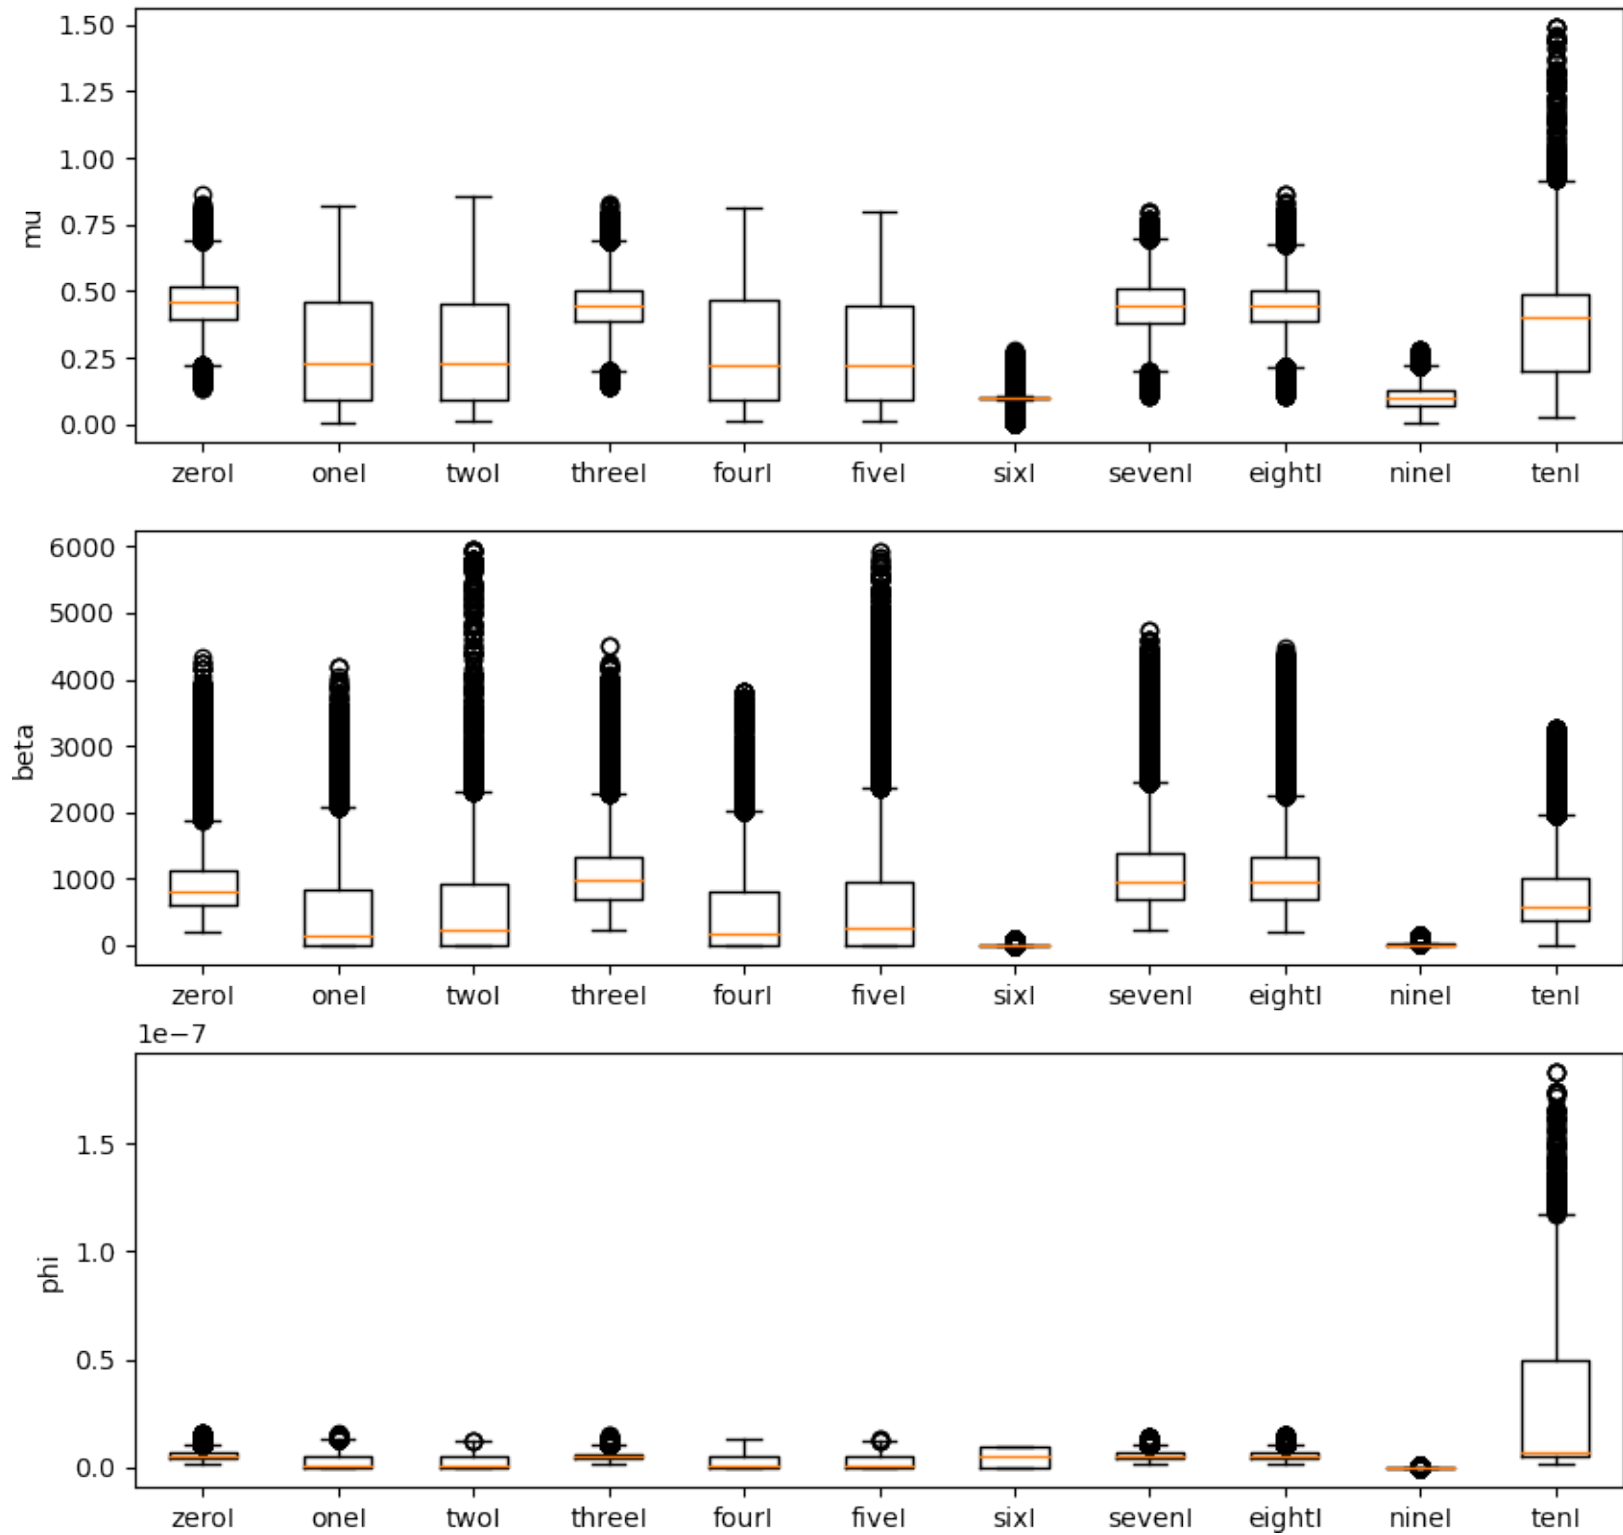 1.50
1.25
1.00
0.75
0.50
0.25
0.00
mu
zeroI oneI twoI threeI fourI fiveI sixI sevenI eightI nineI tenI
6000
5000
4000
3000
2000
1000
0
beta
zeroI oneI twoI threeI fourI fiveI sixI sevenI eightI nineI tenI
1e−7
1.5
1.0
0.5
0.0
phi
zeroI oneI twoI threeI fourI fiveI sixI sevenI eightI nineI tenI